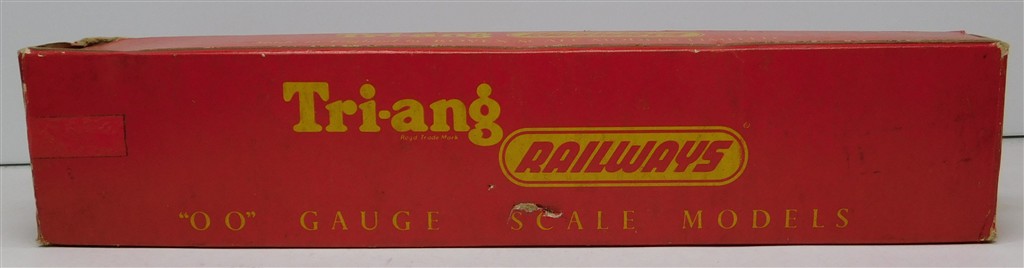 Tri-ang
Regd Trade Mark
RAILWAYS
"OO" GAUGE SCALE MODELS